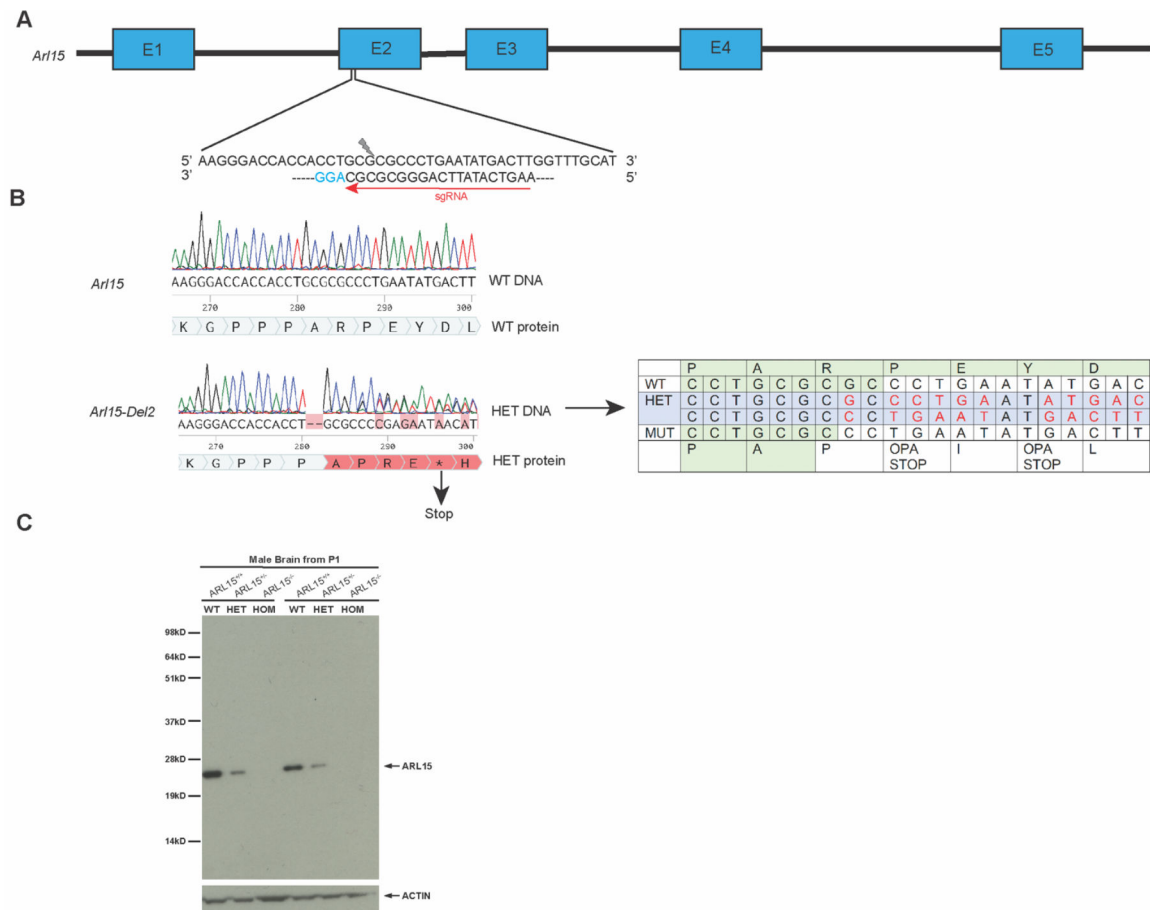 A
Arl15
E1 E2 E3 E4 E5
5' AAGGGACCACCACCTGCGCGCCCTGAATATGACTTGGTTTGCAT 3'
3' -----GGACGCGCGGGACTTATACTGAA---- 5'
sgRNA
B
Arl15
AAGGGACCACCACCTGCGCGCCCTGAATATGACTT WT DNA
270 280 290 300
K G P P P A R P E Y D L WT protein
Arl15-Del2
AAGGGACCACCACCT--GCGCCCCGAGAATAACAT HET DNA
270 280 290 300
K G P P P A P R E * H HET protein
Stop
P A R P E Y D
WT C C T G C G C G C C C T G A A T A T G A C
HET C C T G C G C G C C C T G A A T A T G A C
C C T G C G C C C T G A A T A T G A C T T
MUT C C T G C G C C C T G A A T A T G A C T T
P A P OPA STOP I OPA STOP L
C
Male Brain from P1
ARL15+/+ ARL15+/- ARL15-/- ARL15+/+ ARL15+/- ARL15-/-
WT HET HOM WT HET HOM
98kD
64kD
51kD
37kD
28kD
ARL15
19kD
14kD
ACTIN